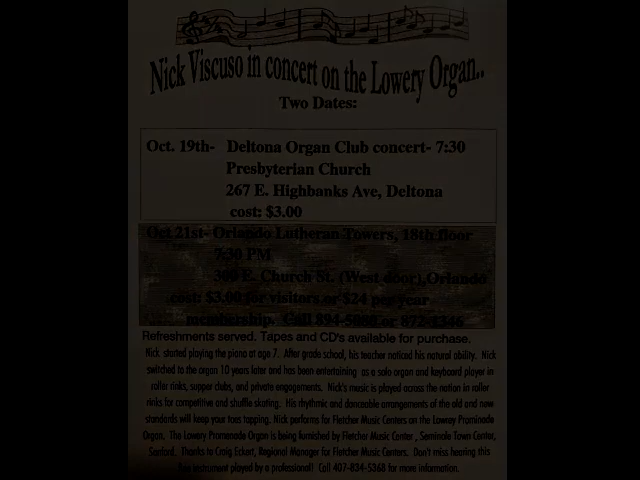 Nick Viscuso in concert on the Lowery Organ..
Two Dates:
Oct. 19th- Deltona Organ Club concert- 7:30
Presbyterian Church
267 E. Highbanks Ave, Deltona
cost: $3.00
Oct 21st- Orlando Lutheran Towers, 18th floor
7:30 PM
300 E. Church St. (West door),Orlando
cost: $3.00 for visitors or $24 per year
membership. Call or
Refreshments served. Tapes and CD's available for purchase.
Nick started playing the piano at age 7. After grade school, his teacher noticed his natural ability. Nick
switched to the organ 10 years later and has been entertaining as a solo organ and keyboard player in
roller rinks, supper clubs, and private engagements. Nick's music is played across the nation in roller
rinks for competitive and shuffle skating. His rhythmic and danceable arrangements of the old and new
standards will keep your toes tapping. Nick performs for Fletcher Music Centers on the Lowrey Prominade
Organ. The Lowery Promenade Organ is being furnished by Fletcher Music Center , Seminole Town Center,
Sanford. Thanks to Craig Eckert, Regional Manager for Fletcher Music Centers. Don't miss hearing this
fine instrument played by a professional! Call 407-834-5368 for more information.